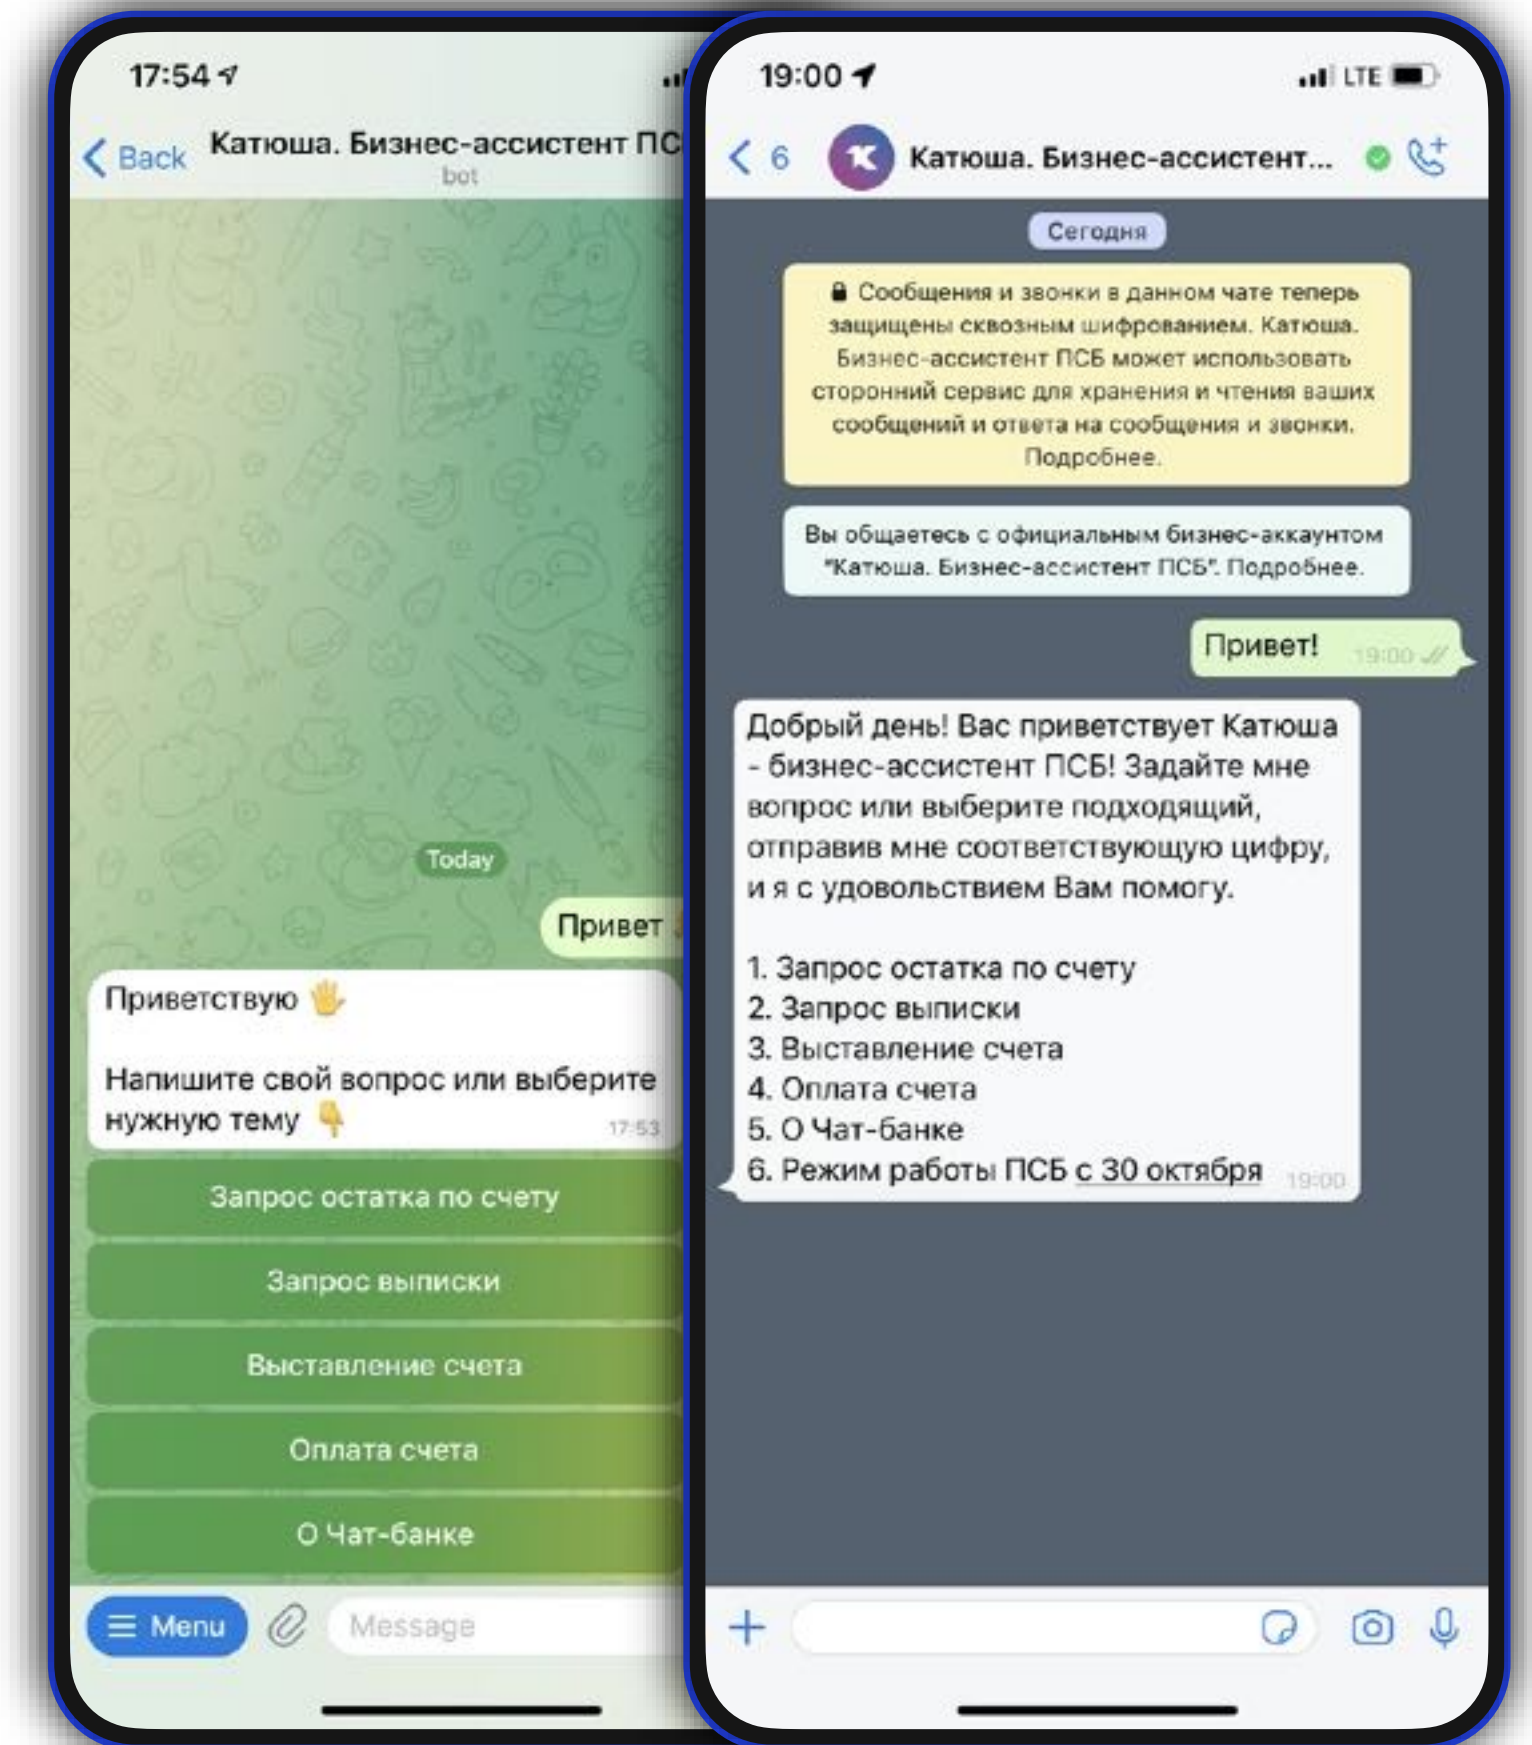 17:54
Back
Катюша. Бизнес-ассистент ПС
bot
Today
Привет
Приветствую
Напишите свой вопрос или выберите
нужную тему
17:53
Запрос остатка по счету
Запрос выписки
Выставление счета
Оплата счета
О Чат-банке
Menu
Message
19:00
LTE
6
Катюша. Бизнес-ассистент...
Сегодня
Сообщения и звонки в данном чате теперь
защищены сквозным шифрованием. Катюша.
Бизнес-ассистент ПСБ может использовать
сторонний сервис для хранения и чтения ваших
сообщений и ответа на сообщения и звонки.
Подробнее.
Вы общаетесь с официальным бизнес-аккаунтом
"Катюша. Бизнес-ассистент ПСБ". Подробнее.
Привет!
19:00
Добрый день! Вас приветствует Катюша
- бизнес-ассистент ПСБ! Задайте мне
вопрос или выберите подходящий,
отправив мне соответствующую цифру,
и я с удовольствием Вам помогу.
1. Запрос остатка по счету
2. Запрос выписки
3. Выставление счета
4. Оплата счета
5. О Чат-банке
6. Режим работы ПСБ с 30 октября
19:00